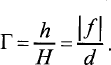 Γ = h/H = |f|/d.